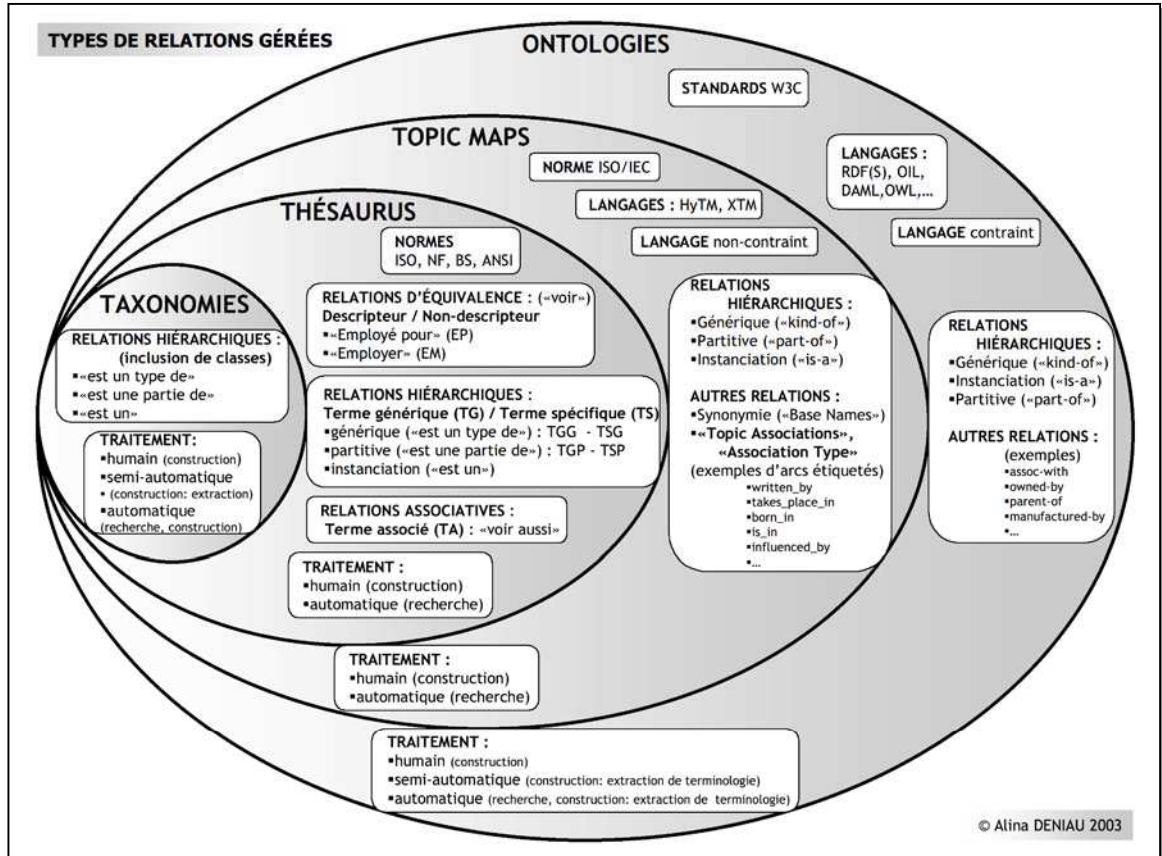 TYPES DE RELATIONS GÉRÉES
ONTOLOGIES
STANDARDS W3C
LANGAGES :
RDF(S), OIL,
DAML,OWL,…
LANGAGE contraint
RELATIONS
HIÉRARCHIQUES :
▪Générique («kind-of»)
▪Instanciation («is-a»)
▪Partitive («part-of»)
AUTRES RELATIONS :
(exemples)
▪assoc-with
▪owned-by
▪parent-of
▪manufactured-by
▪…
TOPIC MAPS
NORME ISO/IEC
LANGAGES : HyTM, XTM
LANGAGE non-contraint
RELATIONS
HIÉRARCHIQUES :
▪Générique («kind-of»)
▪Partitive («part-of»)
▪Instanciation («is-a»)
AUTRES RELATIONS :
▪Synonymie («Base Names»)
▪«Topic Associations»,
«Association Type»
(exemples d'arcs étiquetés)
▪written_by
▪takes_place_in
▪born_in
▪is_in
▪influenced_by
▪…
THÉSAURUS
NORMES
ISO, NF, BS, ANSI
RELATIONS D'ÉQUIVALENCE : («voir»)
Descripteur / Non-descripteur
▪«Employé pour» (EP)
▪«Employer» (EM)
RELATIONS HIÉRARCHIQUES :
Terme générique (TG) / Terme spécifique (TS)
▪générique («est un type de») : TGG - TSG
▪partitive («est une partie de») : TGP - TSP
▪instanciation («est un»)
RELATIONS ASSOCIATIVES :
Terme associé (TA) : «voir aussi»
TRAITEMENT :
▪humain (construction)
▪automatique (recherche)
TAXONOMIES
RELATIONS HIÉRARCHIQUES :
(inclusion de classes)
▪«est un type de»
▪«est une partie de»
▪«est un»
TRAITEMENT:
▪humain (construction)
▪semi-automatique
▪ (construction: extraction)
▪automatique
(recherche, construction)
TRAITEMENT :
▪humain (construction)
▪automatique (recherche)
TRAITEMENT :
▪humain (construction)
▪semi-automatique (construction: extraction de terminologie)
▪automatique (recherche, construction: extraction de terminologie)
© Alina DENIAU 2003